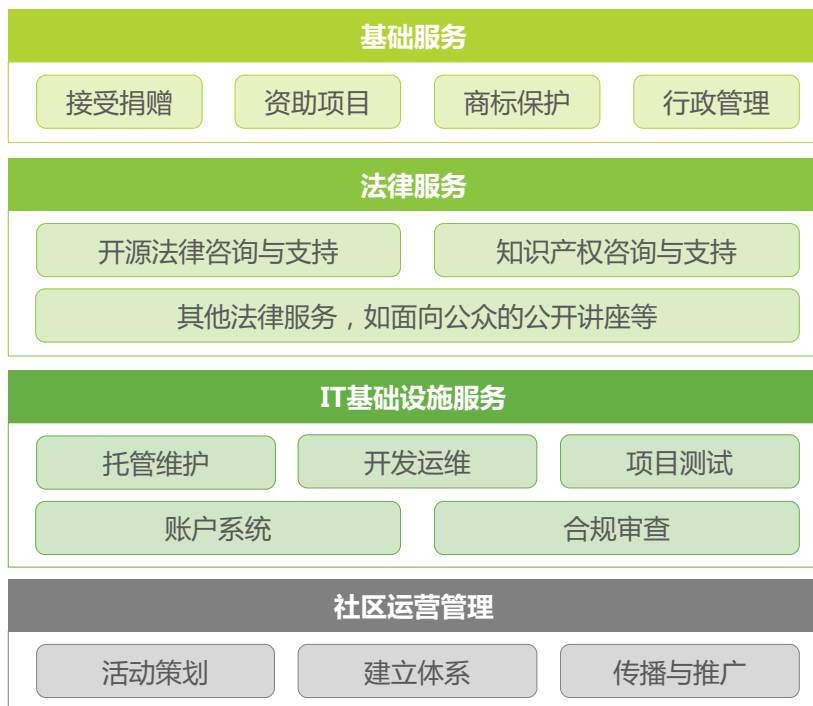 基础服务
接受捐赠 资助项目 商标保护 行政管理
法律服务
开源法律咨询与支持 知识产权咨询与支持
其他法律服务，如面向公众的公开讲座等
IT基础设施服务
托管维护 开发运维 项目测试
账户系统 合规审查
社区运营管理
活动策划 建立体系 传播与推广